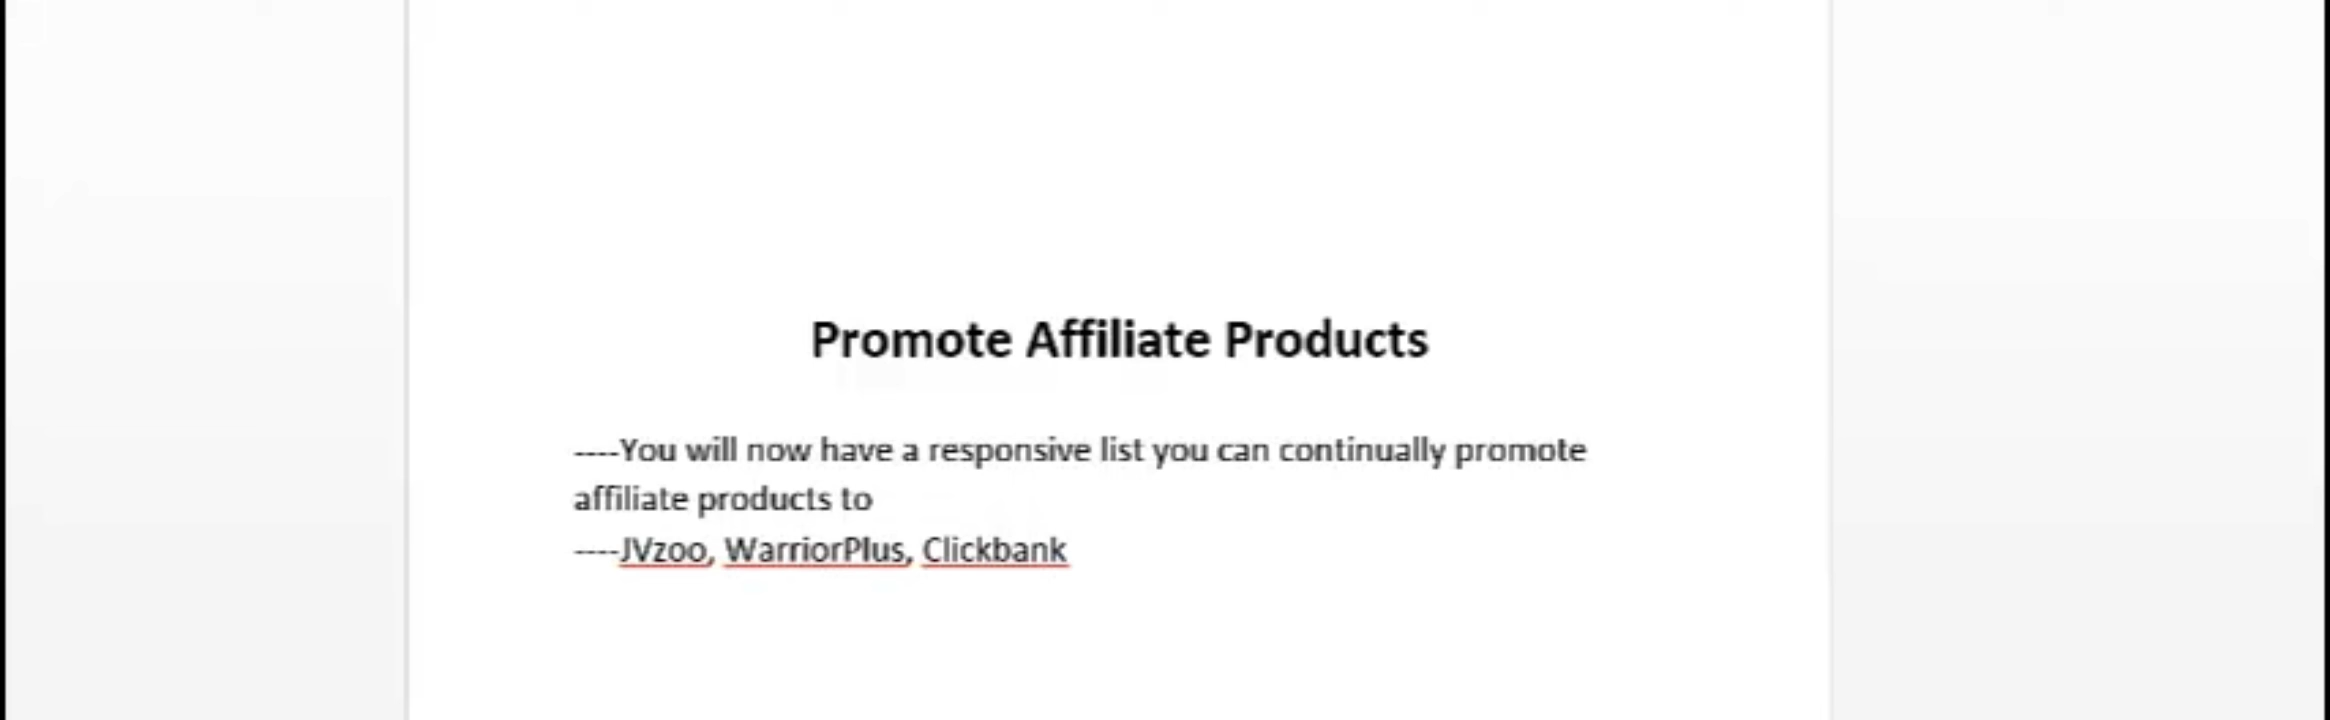 Promote Affiliate Products
----You will now have a responsive list you can continually promote
affiliate products to
----JVzoo, WarriorPlus, Clickbank